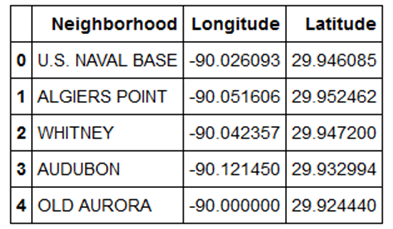 Neighborhood Longitude Latitude
0 U.S. NAVAL BASE -90.026093 29.946085
1 ALGIERS POINT -90.051606 29.952462
2 WHITNEY -90.042357 29.947200
3 AUDUBON -90.121450 29.932994
4 OLD AURORA -90.000000 29.924440